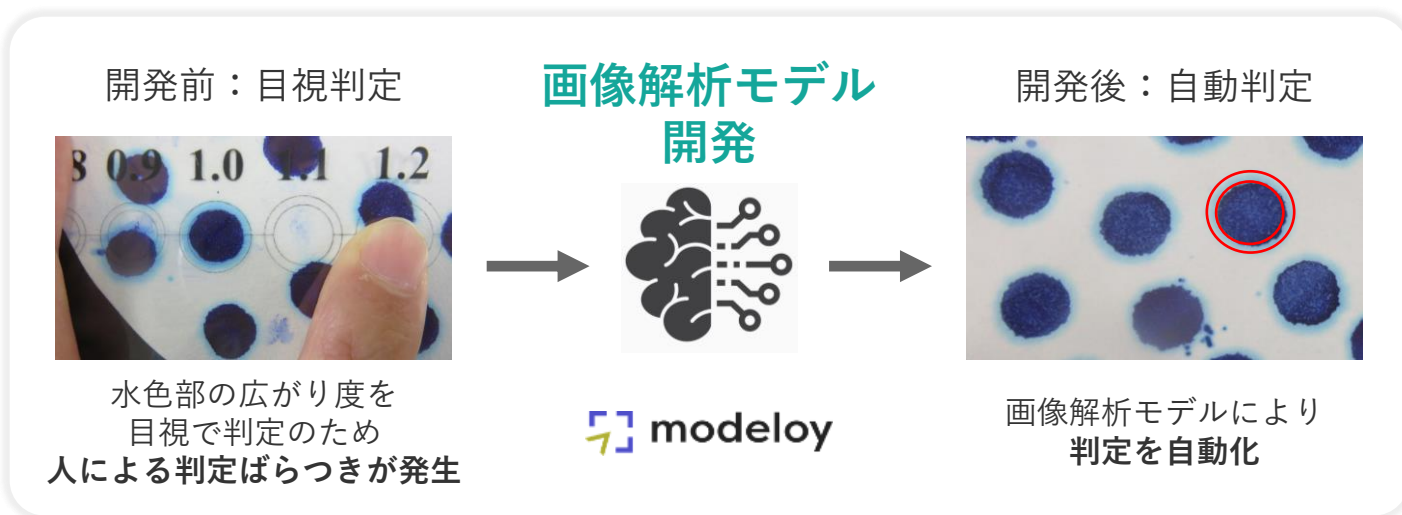 開発前：目視判定
8 0.9 1.0 1.1 1.2
水色部の広がり度を
目視で判定のため
人による判定ばらつきが発生
画像解析モデル
開発
modeloy
開発後：自動判定
画像解析モデルにより
判定を自動化